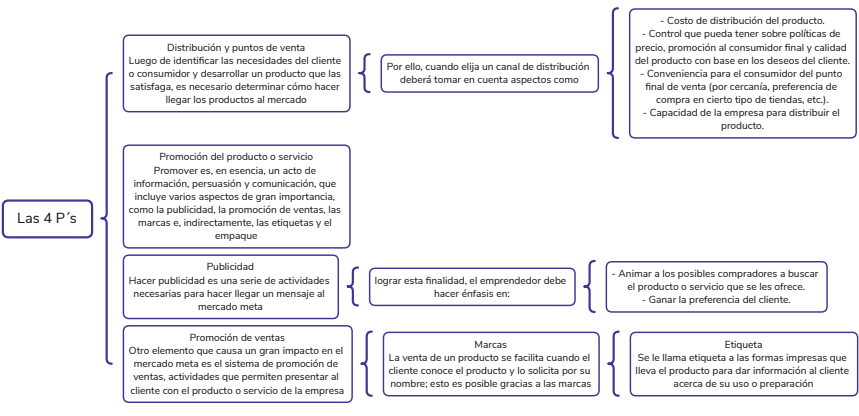 Las 4 P´s
Distribución y puntos de venta
Luego de identificar las necesidades del cliente
o consumidor y desarrollar un producto que las
satisfaga, es necesario determinar cómo hacer
llegar los productos al mercado
Por ello, cuando elija un canal de distribución
deberá tomar en cuenta aspectos como
- Costo de distribución del producto.
- Control que pueda tener sobre políticas de
precio, promoción al consumidor final y calidad
del producto con base en los deseos del cliente.
- Conveniencia para el consumidor del punto
final de venta (por cercanía, preferencia de
compra en cierto tipo de tiendas, etc.).
- Capacidad de la empresa para distribuir el
producto.
Promoción del producto o servicio
Promover es, en esencia, un acto de
información, persuasión y comunicación, que
incluye varios aspectos de gran importancia,
como la publicidad, la promoción de ventas, las
marcas e, indirectamente, las etiquetas y el
empaque
Publicidad
Hacer publicidad es una serie de actividades
necesarias para hacer llegar un mensaje al
mercado meta
lograr esta finalidad, el emprendedor debe
hacer énfasis en:
- Animar a los posibles compradores a buscar
el producto o servicio que se les ofrece.
- Ganar la preferencia del cliente.
Promoción de ventas
Otro elemento que causa un gran impacto en el
mercado meta es el sistema de promoción de
ventas, actividades que permiten presentar al
cliente con el producto o servicio de la empresa
Marcas
La venta de un producto se facilita cuando el
cliente conoce el producto y lo solicita por su
nombre; esto es posible gracias a las marcas
Etiqueta
Se le llama etiqueta a las formas impresas que
lleva el producto para dar información al cliente
acerca de su uso o preparación